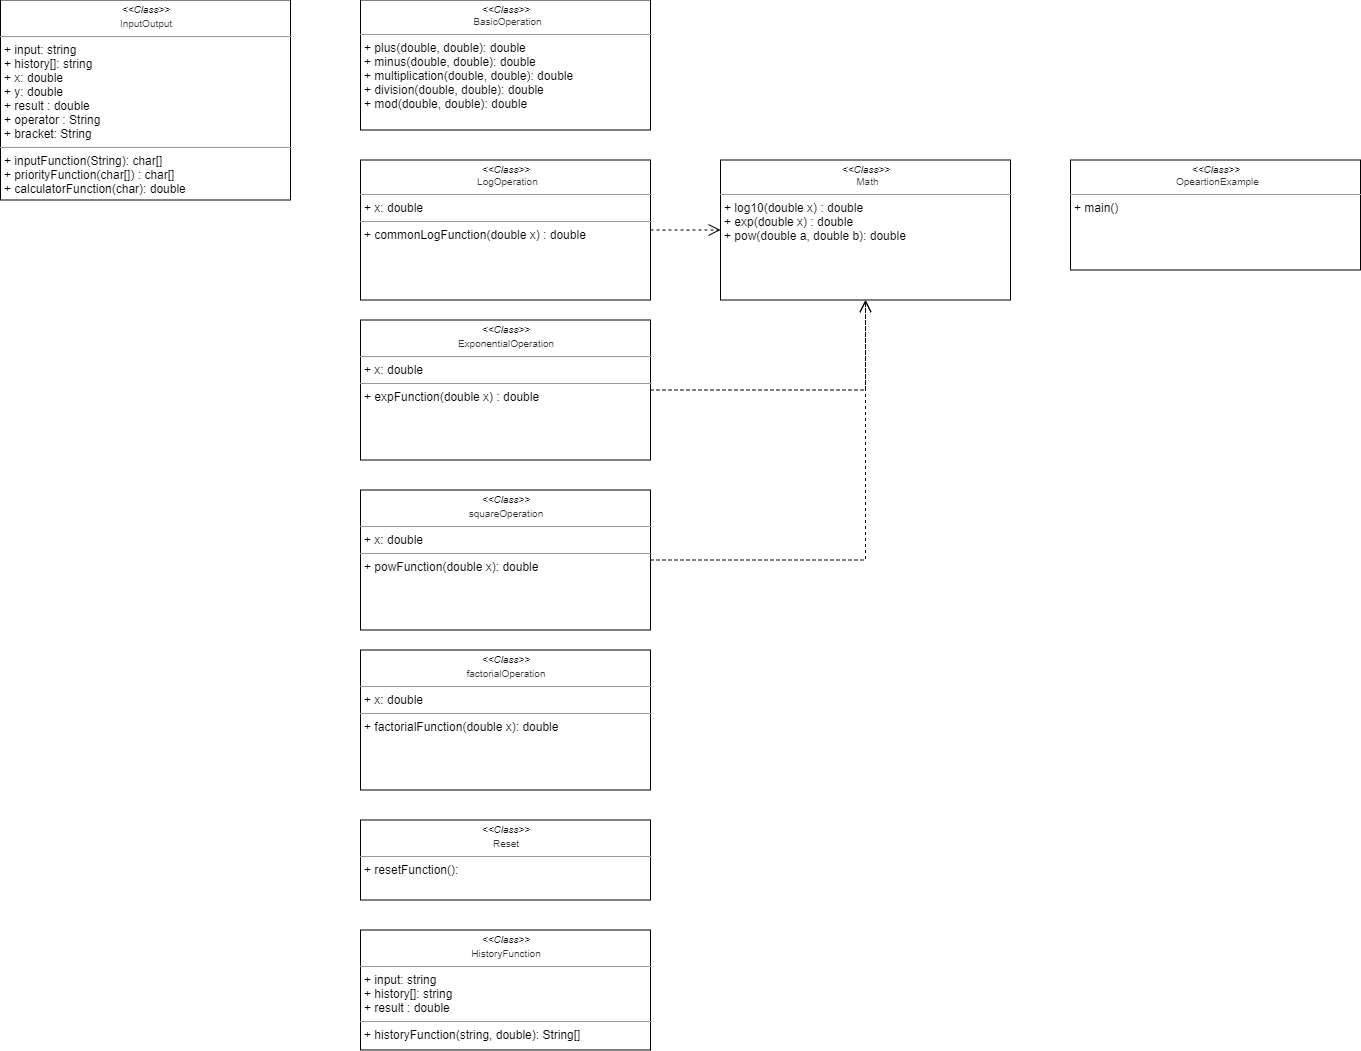 <<Class>>
InputOutput
+ input: string
+ history[]: string
+ x: double
+ y: double
+ result : double
+ operator : String
+ bracket: String
+ inputFunction(String): char[]
+ priorityFunction(char[]) : char[]
+ calculatorFunction(char): double
<<Class>>
BasicOperation
+ plus(double, double): double
+ minus(double, double): double
+ multiplication(double, double): double
+ division(double, double): double
+ mod(double, double): double
<<Class>>
LogOperation
+ x: double
+ commonLogFunction(double x) : double
<<Class>>
Math
+ log10(double x) : double
+ exp(double x) : double
+ pow(double a, double b): double
<<Class>>
OpeartionExample
+ main()
<<Class>>
ExponentialOperation
+ x: double
+ expFunction(double x) : double
<<Class>>
squareOperation
+ x: double
+ powFunction(double x): double
<<Class>>
factorialOperation
+ x: double
+ factorialFunction(double x): double
<<Class>>
Reset
+ resetFunction():
<<Class>>
HistoryFunction
+ input: string
+ history[]: string
+ result : double
+ historyFunction(string, double): String[]